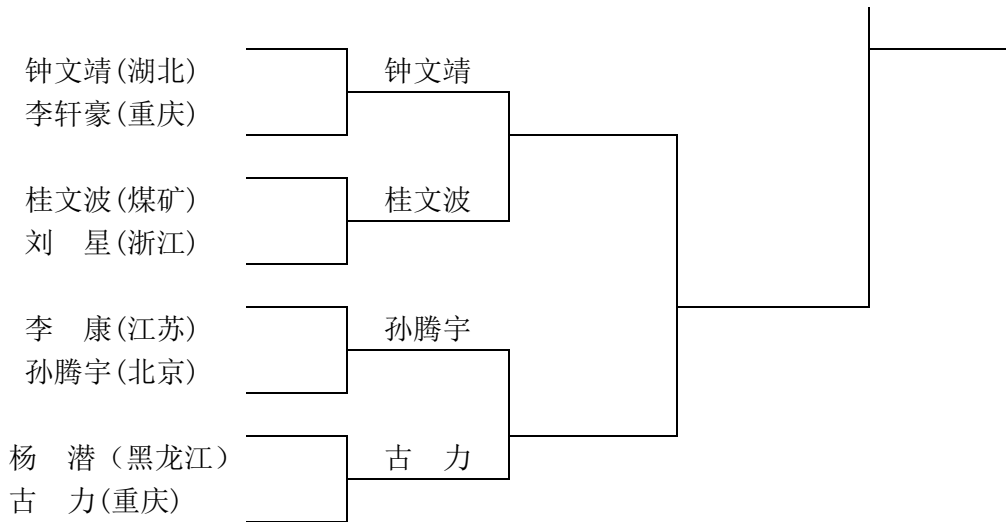 钟文靖(湖北) 钟文靖
李轩豪(重庆)
桂文波(煤矿) 桂文波
刘　星(浙江)
李　康(江苏) 孙腾宇
孙腾宇(北京)
杨　潜（黑龙江） 古　力
古　力(重庆)